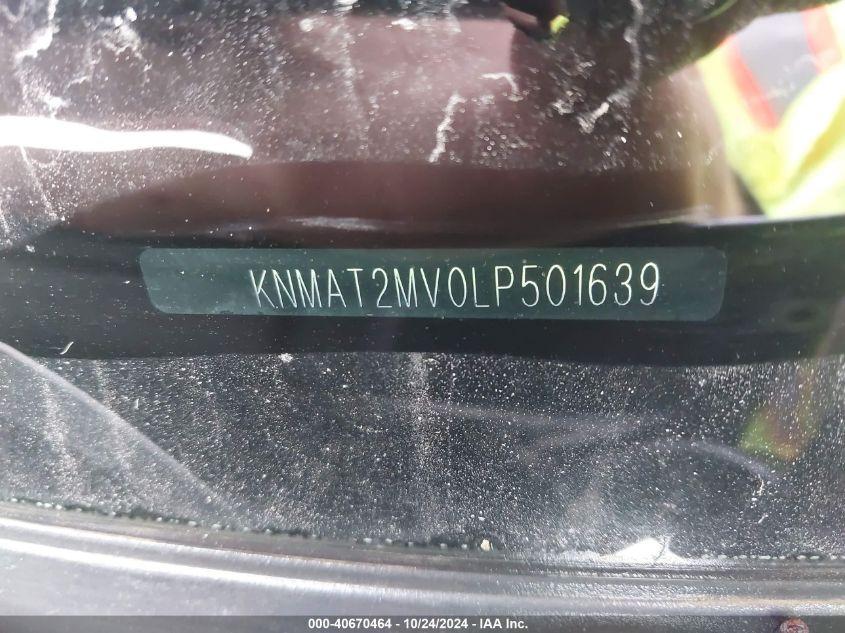 KNMAT2MV0LP501639
000-40670464 / 10/24/2024 - IAA Inc.